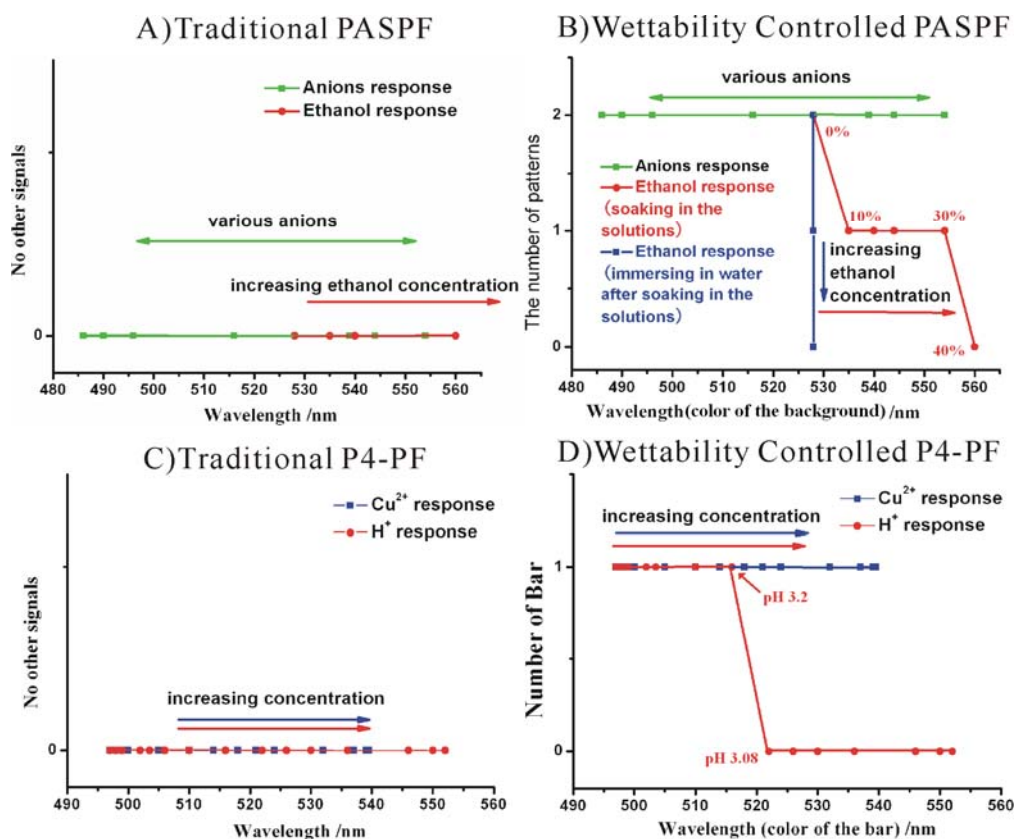 A)Traditional PASPF
Anions response
Ethanol response
various anions
increasing ethanol concentration
No other signals
0
480 490 500 510 520 530 540 550 560
Wavelength /nm
B)Wettability Controlled PASPF
various anions
2
0%
Anions response
Ethanol response
(soaking in the
solutions)
10%
30%
1
Ethanol response
(immersing in water
after soaking in the
solutions)
increasing
ethanol
concentration
The number of patterns
0
40%
480 490 500 510 520 530 540 550 560
Wavelength(color of the background) /nm
C)Traditional P4-PF
Cu²⁺ response
H⁺ response
increasing concentration
No other signals
0
490 500 510 520 530 540 550 560
Wavelength /nm
D)Wettability Controlled P4-PF
Cu²⁺ response
H⁺ response
increasing concentration
1
pH 3.2
Number of Bar
pH 3.08
0
490 500 510 520 530 540 550 560
Wavelength (color of the bar) /nm